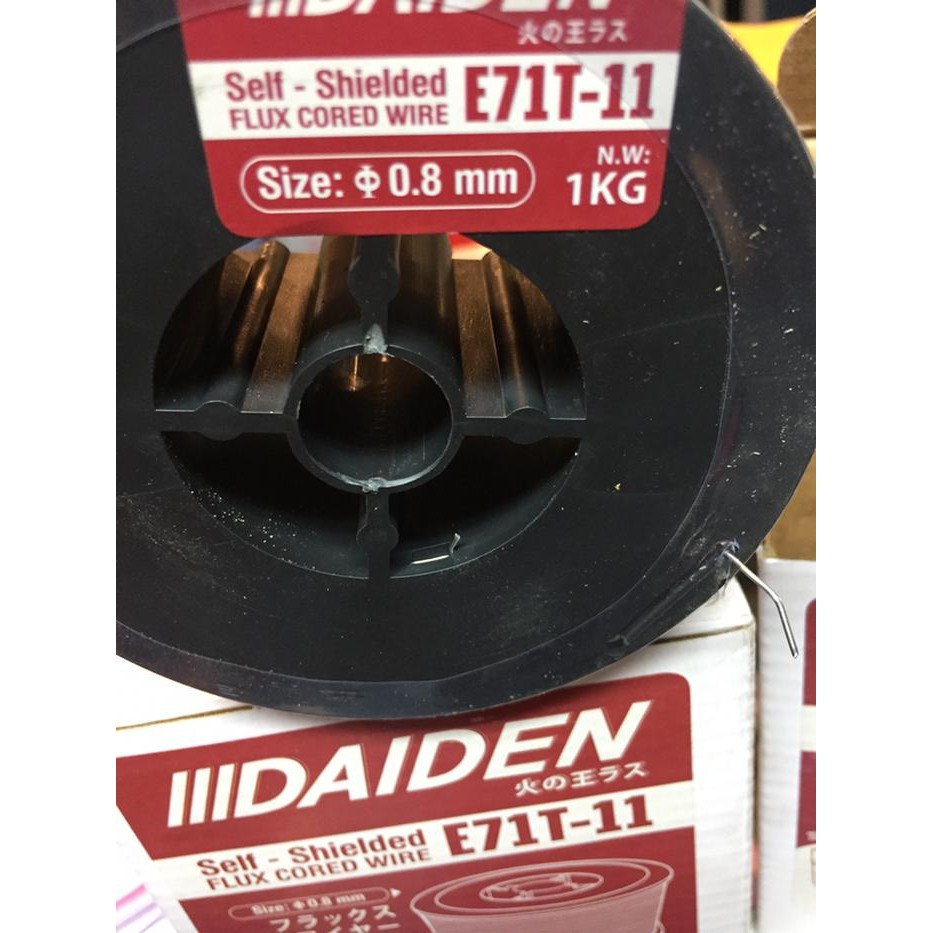 DAIDEN
火の王ラス
Self - Shielded
FLUX CORED WIRE
E71T-11
Size: Φ 0.8 mm
N.W:
1KG
DAIDEN
火の王ラス
Self - Shielded
FLUX CORED WIRE
E71T-11
Size: Φ 0.8 mm
フラックス